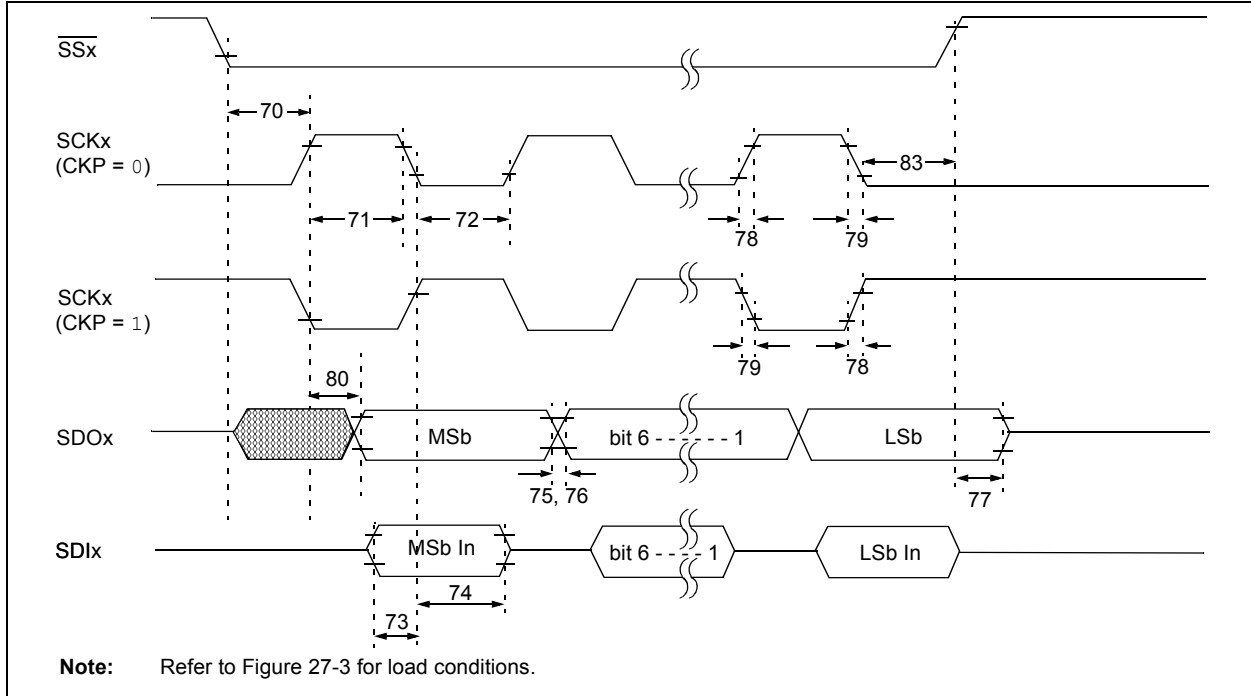 SSx
70
SCKx
(CKP = 0)
83
71
72
78
79
SCKx
(CKP = 1)
79
78
80
SDOx
MSb
bit 6 - - - - - - 1
LSb
75, 76
77
SDIx
MSb In
bit 6 - - - - - 1
LSb In
74
73
Note: Refer to Figure 27-3 for load conditions.